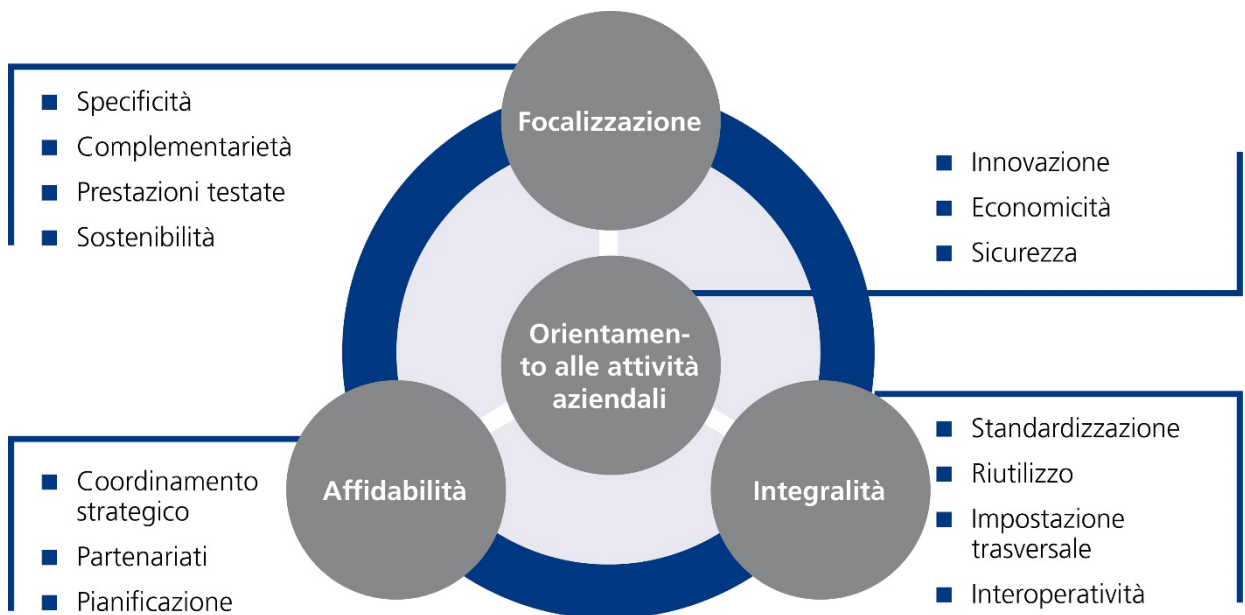 Focalizzazione
Specificità
Complementarietà
Prestazioni testate
Sostenibilità
Innovazione
Economicità
Sicurezza
Orientamen-
to alle attività
aziendali
Affidabilità
Coordinamento
strategico
Partenariati
Pianificazione
Integralità
Standardizzazione
Riutilizzo
Impostazione
trasversale
Interoperatività